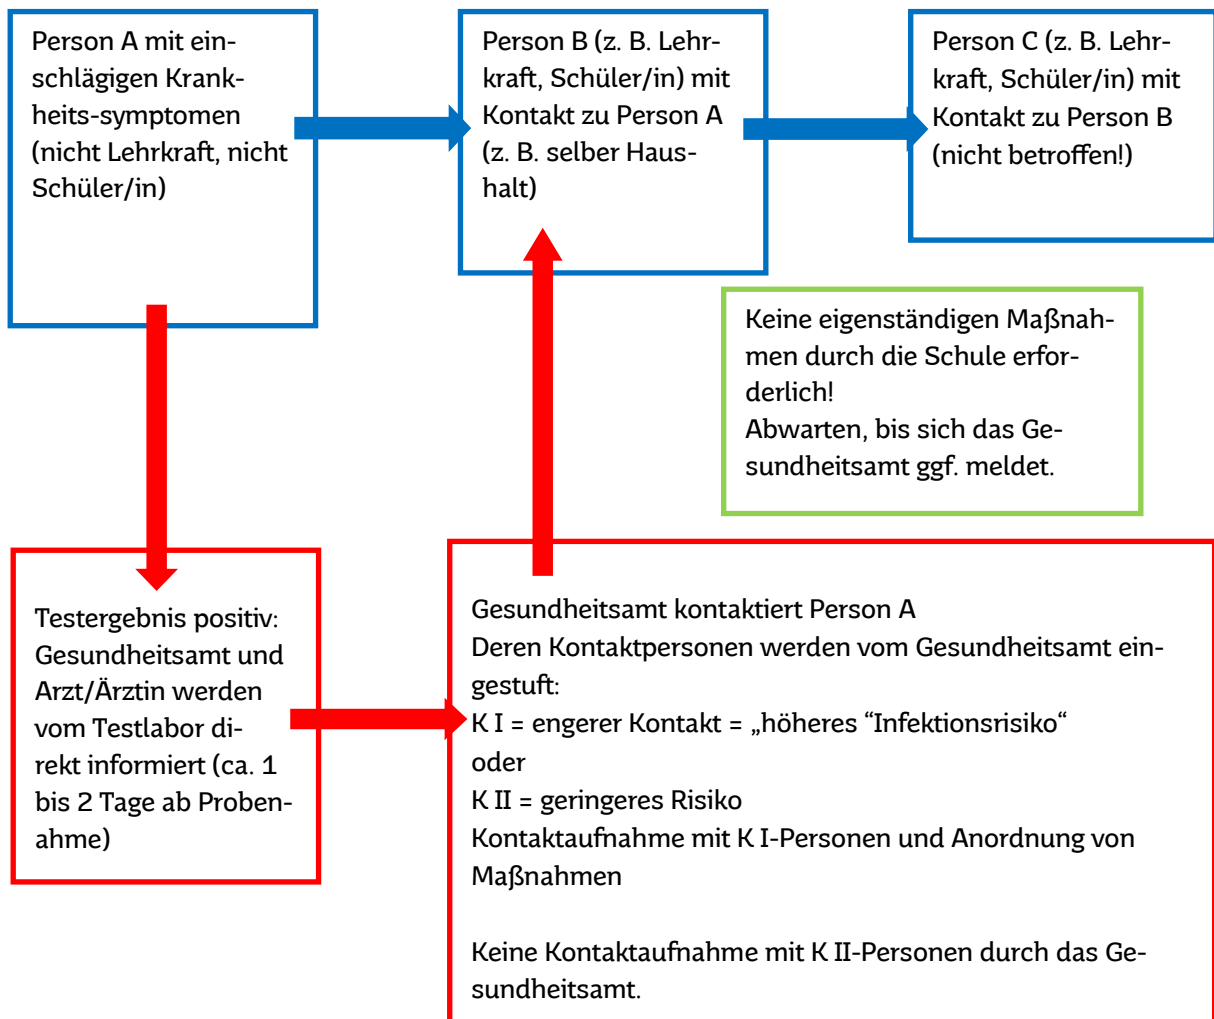 Person A mit ein-
schlägigen Krank-
heits-symptomen
(nicht Lehrkraft, nicht
Schüler/in)
Person B (z. B. Lehr-
kraft, Schüler/in) mit
Kontakt zu Person A
(z. B. selber Haus-
halt)
Person C (z. B. Lehr-
kraft, Schüler/in) mit
Kontakt zu Person B
(nicht betroffen!)
Keine eigenständigen Maßnah-
men durch die Schule erfor-
derlich!
Abwarten, bis sich das Ge-
sundheitsamt ggf. meldet.
Testergebnis positiv:
Gesundheitsamt und
Arzt/Ärztin werden
vom Testlabor di-
rekt informiert (ca. 1
bis 2 Tage ab Proben-
ahme)
Gesundheitsamt kontaktiert Person A
Deren Kontaktpersonen werden vom Gesundheitsamt ein-
gestuft:
K I = engerer Kontakt = „höheres “Infektionsrisiko“
oder
K II = geringeres Risiko
Kontaktaufnahme mit K I-Personen und Anordnung von
Maßnahmen
Keine Kontaktaufnahme mit K II-Personen durch das Ge-
sundheitsamt.